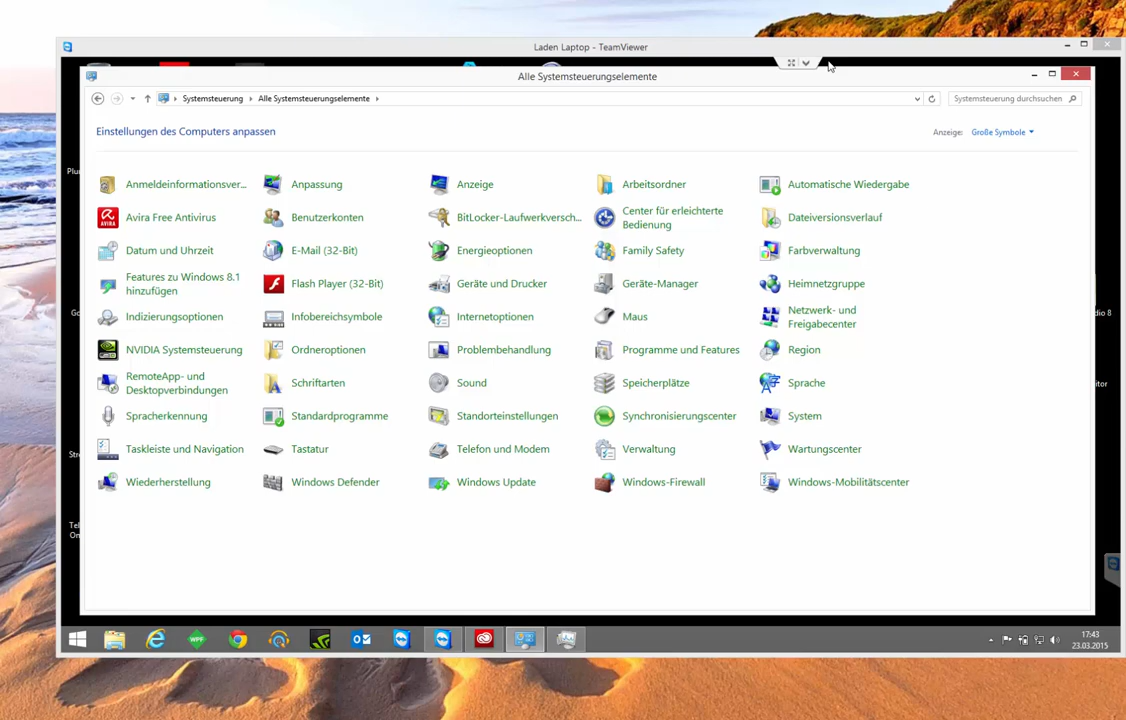 Laden Laptop - TeamViewer
Alle Systemsteuerungselemente
Systemsteuerung
Alle Systemsteuerungselemente
Systemsteuerung durchsuchen
Einstellungen des Computers anpassen
Anzeige: Große Symbole
Anmeldeinformationsver...
Anpassung
Anzeige
Arbeitsordner
Automatische Wiedergabe
Avira Free Antivirus
Benutzerkonten
BitLocker-Laufwerkversch...
Center für erleichterte
Bedienung
Dateiversionsverlauf
Datum und Uhrzeit
E-Mail (32-Bit)
Energieoptionen
Family Safety
Farbverwaltung
Features zu Windows 8.1
hinzufügen
Flash Player (32-Bit)
Geräte und Drucker
Geräte-Manager
Heimnetzgruppe
Indizierungsoptionen
Infobereichsymbole
Internetoptionen
Maus
Netzwerk- und
Freigabecenter
NVIDIA Systemsteuerung
Ordneroptionen
Problembehandlung
Programme und Features
Region
RemoteApp- und
Desktopverbindungen
Schriftarten
Sound
Speicherplätze
Sprache
Spracherkennung
Standardprogramme
Standorteinstellungen
Synchronisierungscenter
System
Taskleiste und Navigation
Tastatur
Telefon und Modem
Verwaltung
Wartungscenter
Wiederherstellung
Windows Defender
Windows Update
Windows-Firewall
Windows-Mobilitätscenter
17:43
23.03.2015